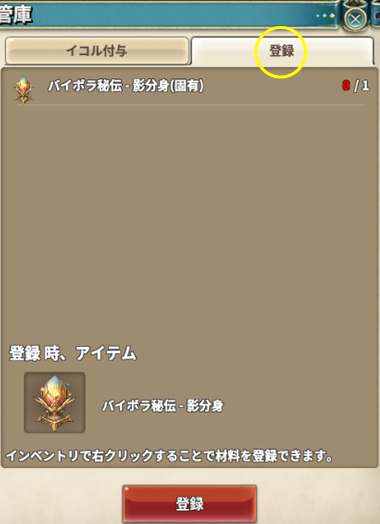 管庫
イコル付与
登録
バイボラ秘伝 - 影分身(固有)
0 / 1
登録 時、アイテム
バイボラ秘伝 - 影分身
インベントリで右クリックすることで材料を登録できます。
登録